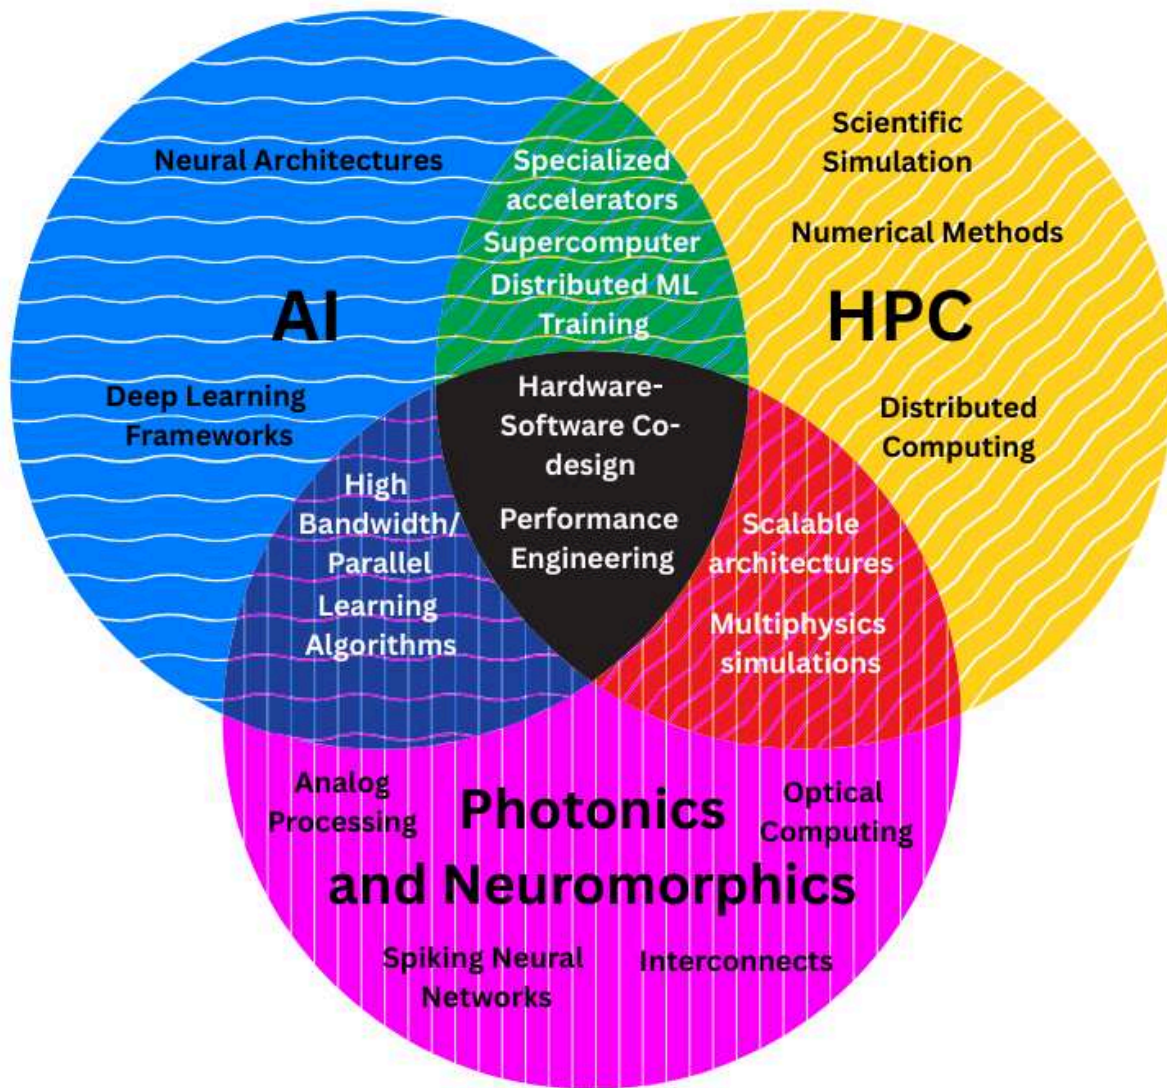 Neural Architectures
AI
Deep Learning
Frameworks
Specialized
accelerators
Supercomputer
Distributed ML
Training
Scientific
Simulation
Numerical Methods
HPC
Distributed
Computing
Hardware-
Software Co-
design
Performance
Engineering
High
Bandwidth/
Parallel
Learning
Algorithms
Scalable
architectures
Multiphysics
simulations
Analog
Processing
Photonics
and Neuromorphics
Optical
Computing
Spiking Neural
Networks
Interconnects